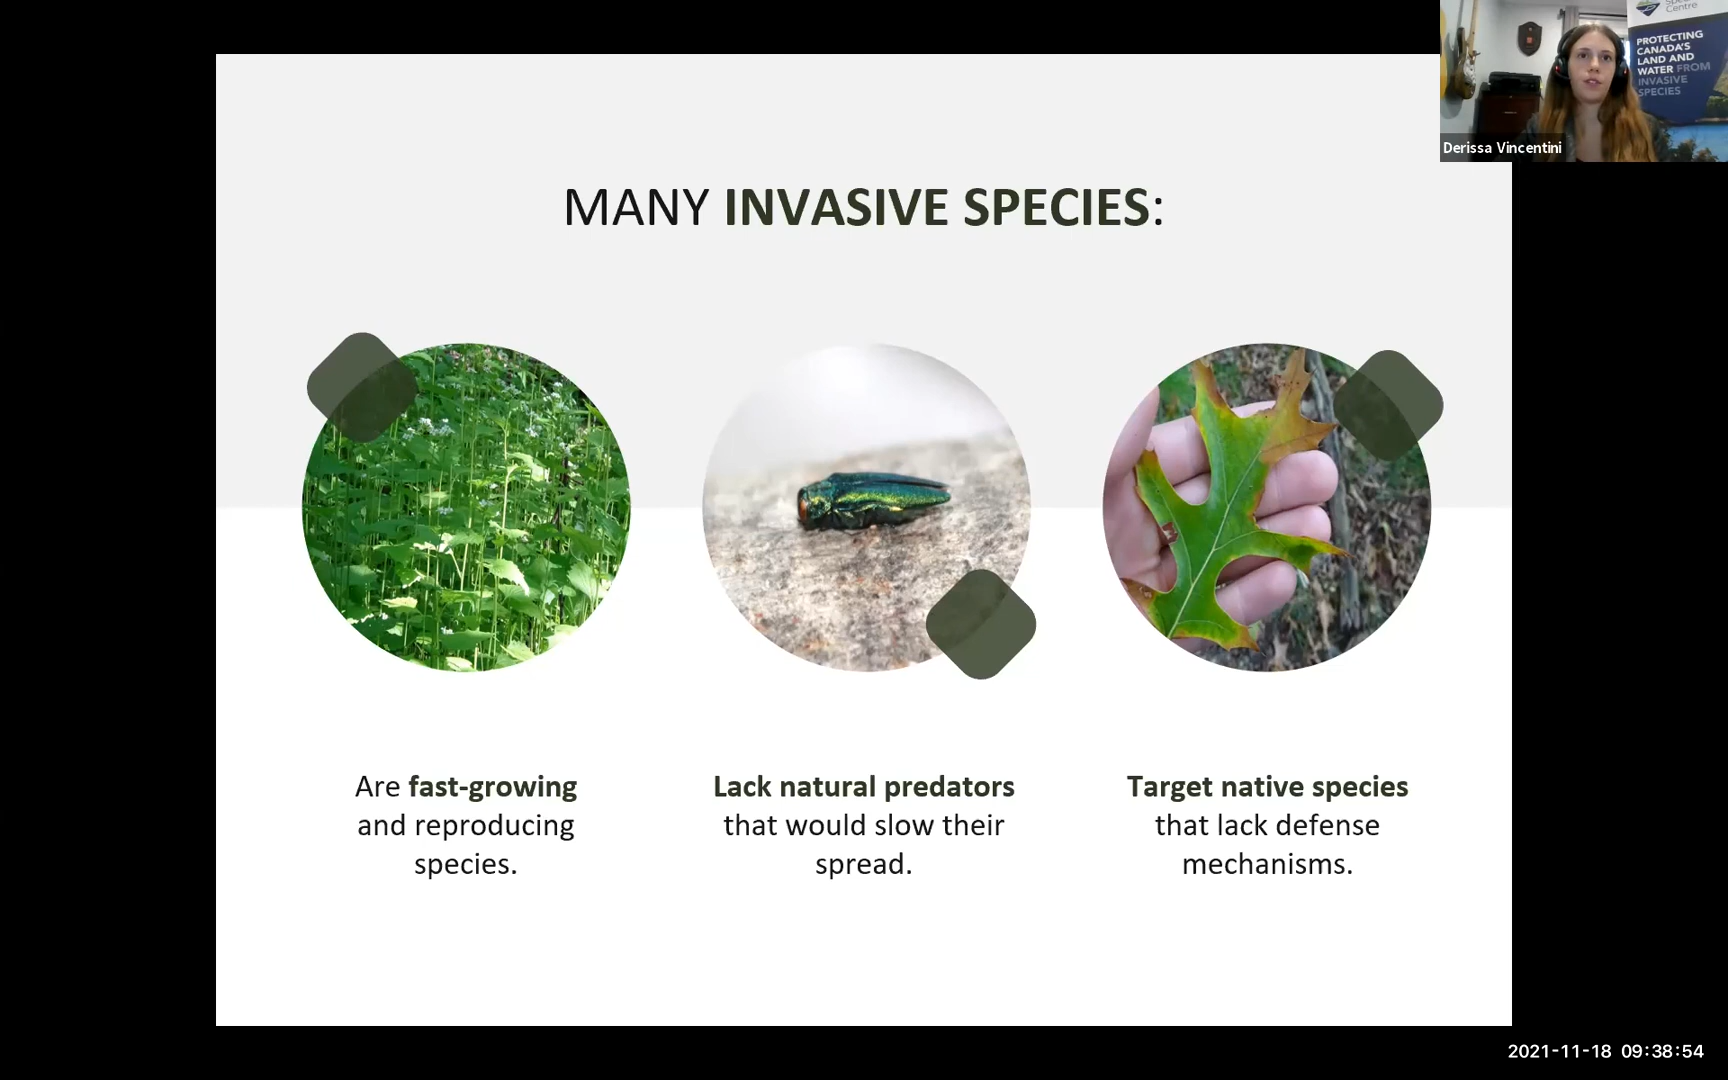 Centre
PROTECTING
CANADA'S
LAND AND
WATER FROM
INVASIVE
SPECIES
Derissa Vincentini
MANY INVASIVE SPECIES:
Are fast-growing
and reproducing
species.
Lack natural predators
that would slow their
spread.
Target native species
that lack defense
mechanisms.
2021-11-18 09:38:54